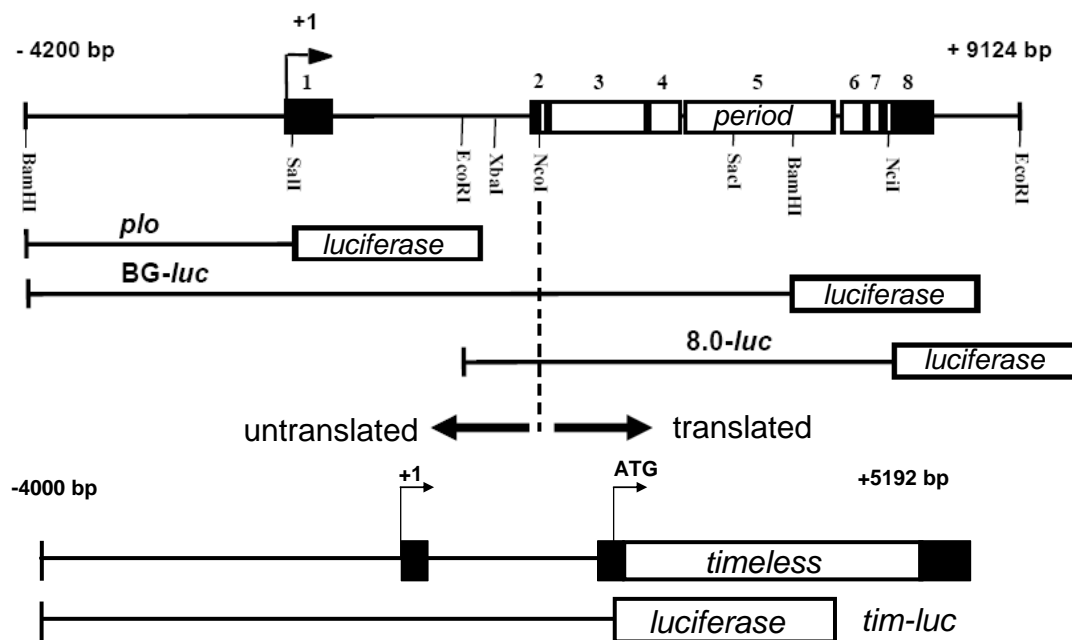 +1
- 4200 bp
+ 9124 bp
1 2 3 4 5 6 7 8
period
BamHI SalI EcoRI XbaI NcoI SacI BamHI NciI EcoRI
plo
luciferase
BG-luc
luciferase
8.0-luc
luciferase
untranslated translated
+1 ATG
-4000 bp +5192 bp
timeless
luciferase tim-luc